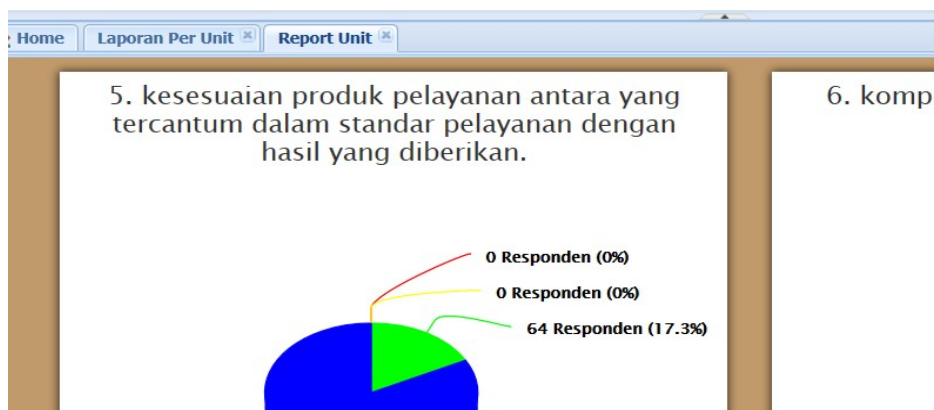 Home
Laporan Per Unit
Report Unit
5. kesesuaian produk pelayanan antara yang
tercantum dalam standar pelayanan dengan
hasil yang diberikan.
0 Responden (0%)
0 Responden (0%)
64 Responden (17.3%)
6. komp